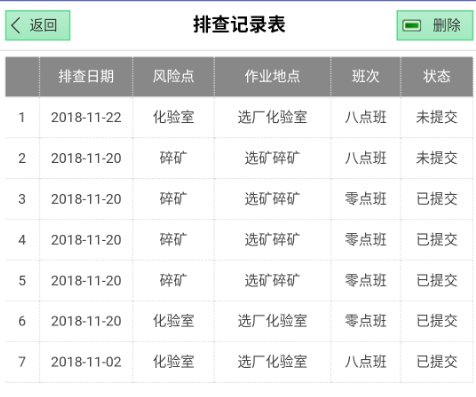 返回 排查记录表 删除
排查日期 风险点 作业地点 班次 状态
1 2018-11-22 化验室 选厂化验室 八点班 未提交
2 2018-11-20 碎矿 选矿碎矿 八点班 未提交
3 2018-11-20 碎矿 选矿碎矿 零点班 已提交
4 2018-11-20 碎矿 选矿碎矿 零点班 已提交
5 2018-11-20 碎矿 选矿碎矿 零点班 已提交
6 2018-11-20 化验室 选厂化验室 零点班 已提交
7 2018-11-02 化验室 选厂化验室 八点班 已提交